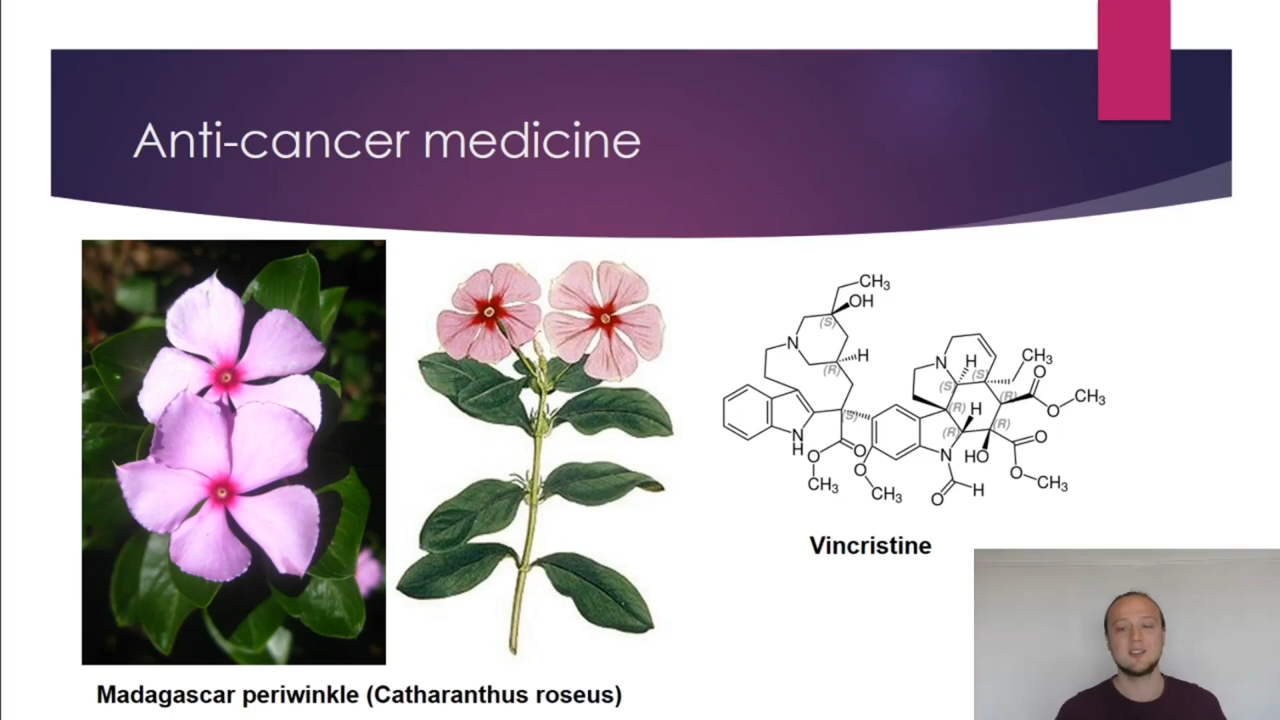 Anti-cancer medicine
CH3
OH
(S)
N
H
(R)
N
H
(S)
H
(S)
(R)
CH3
O
O
CH3
(R)
H
(R)
(R)
(S)
N
H
O
O
CH3
O
CH3
N
HO
O
O
CH3
O
H
Vincristine
Madagascar periwinkle (Catharanthus roseus)